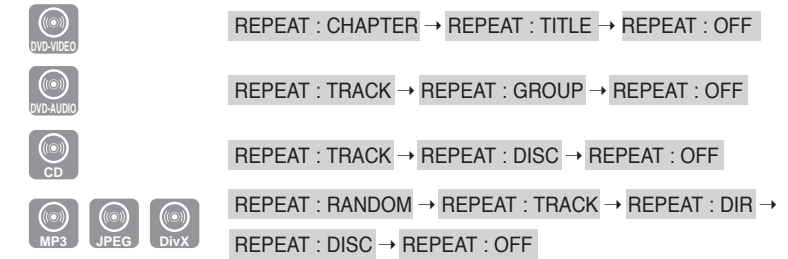 DVD-VIDEO REPEAT : CHAPTER → REPEAT : TITLE → REPEAT : OFF
DVD-AUDIO REPEAT : TRACK → REPEAT : GROUP → REPEAT : OFF
CD REPEAT : TRACK → REPEAT : DISC → REPEAT : OFF
MP3 JPEG DivX REPEAT : RANDOM → REPEAT : TRACK → REPEAT : DIR →
REPEAT : DISC → REPEAT : OFF